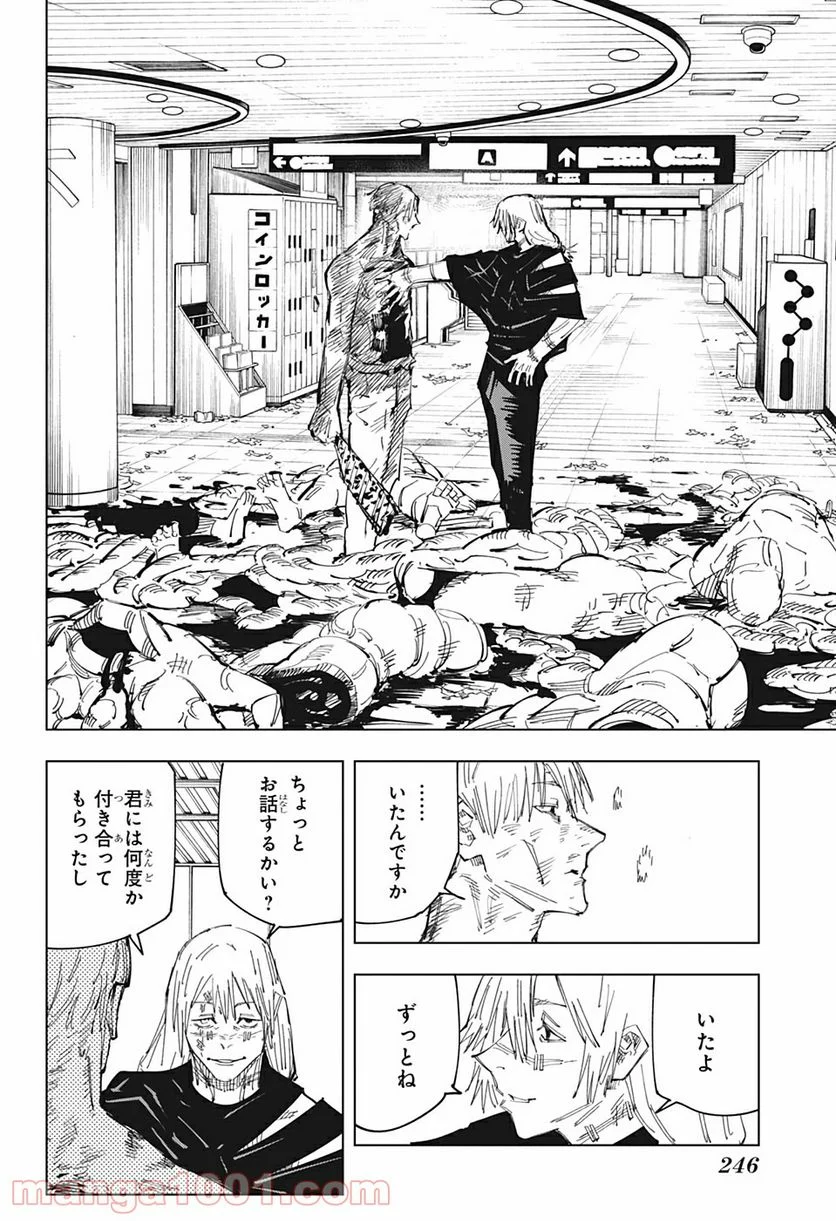 A
コインロッカー
……
いたんですか
いたよ
ずっとね
ちょっと
お話するかい?
君には何度か
付き合って
もらったし
246
manga1001.com